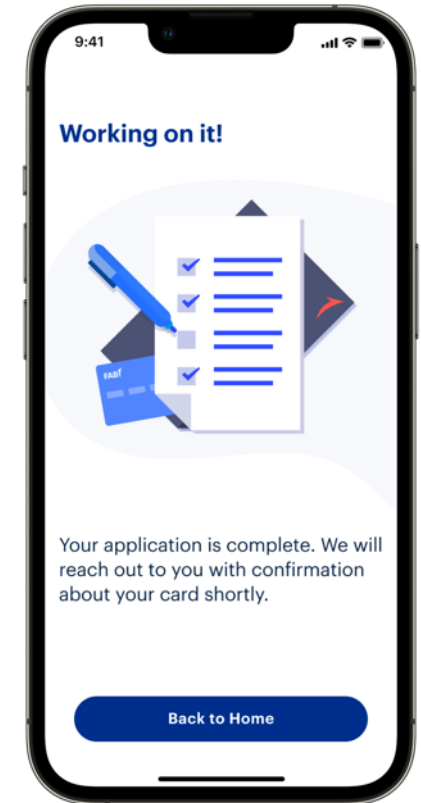 9:41
Working on it!
FAB
Your application is complete. We will
reach out to you with confirmation
about your card shortly.
Back to Home